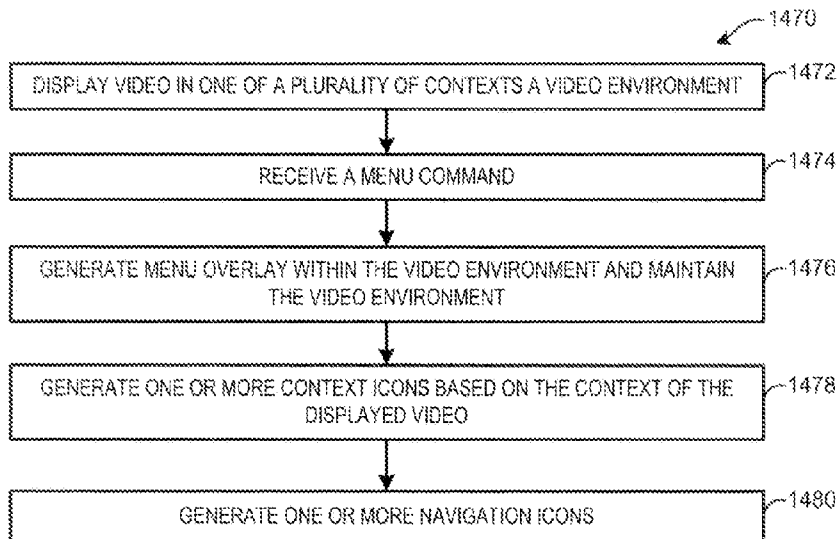 1470
DISPLAY VIDEO IN ONE OF A PLURALITY OF CONTEXTS A VIDEO ENVIRONMENT
1472
RECEIVE A MENU COMMAND
1474
GENERATE MENU OVERLAY WITHIN THE VIDEO ENVIRONMENT AND MAINTAIN
THE VIDEO ENVIRONMENT
1476
GENERATE ONE OR MORE CONTEXT ICONS BASED ON THE CONTEXT OF THE
DISPLAYED VIDEO
1478
GENERATE ONE OR MORE NAVIGATION ICONS
1480